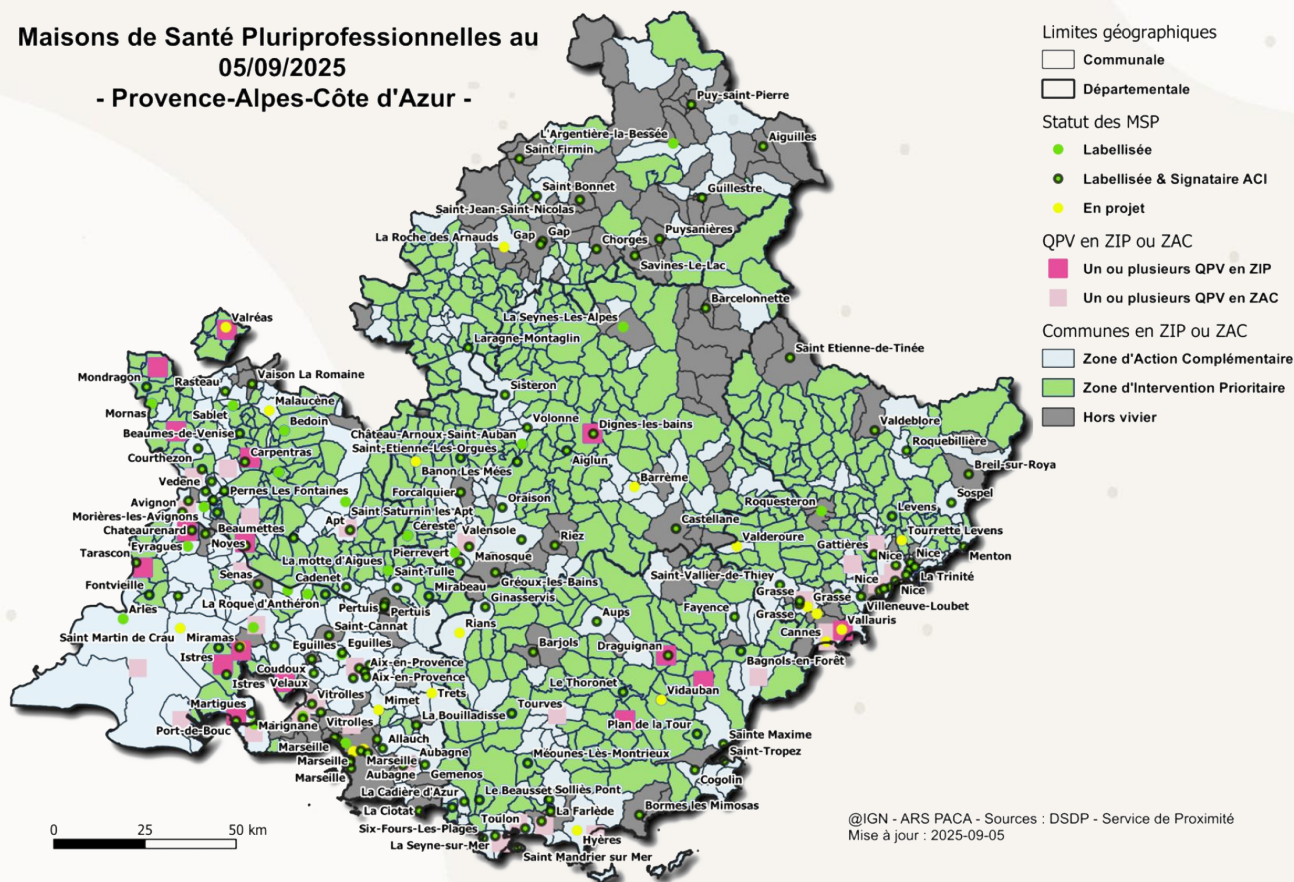 Maisons de Santé Pluriprofessionnelles au
05/09/2025
- Provence-Alpes-Côte d'Azur -
Limites géographiques
Communale
Départementale
Statut des MSP
Labellisée
Labellisée & Signataire ACI
En projet
QPV en ZIP ou ZAC
Un ou plusieurs QPV en ZIP
Un ou plusieurs QPV en ZAC
Communes en ZIP ou ZAC
Zone d'Action Complémentaire
Zone d'Intervention Prioritaire
Hors vivier
Puy-saint-Pierre
L'Argentière-la-Bessée
Aiguilles
Saint Firmin
Saint Bonnet
Guillestre
Saint-Jean-Saint-Nicolas
La Roche des Arnauds
Gap
Gap
Puysanières
Chorges
Savines-Le-Lac
Barcelonnette
La Seynes-Les-Alpes
Valréas
Laragne-Montaglin
Saint Etienne-de-Tinée
Mondragon
Rasteau
Vaison La Romaine
Sisteron
Mornas
Sablet
Malaucène
Bedoin
Beaumes-de-Venise
Volonne
Dignes-les-bains
Valdeblore
Château-Arnoux-Saint-Auban
Roquebillière
Courthezon
Carpentras
Saint-Etienne-Les-Orgues
Banon
Les Mées
Aiglun
Breil-sur-Roya
Vedène
Pernes Les Fontaines
Forcalquier
Barrême
Avignon
Oraison
Roquesteron
Sospel
Morières-les-Avignons
Saint Saturnin les Apt
Levens
Chateaurenard
Beaumettes
Apt
Céreste
Valensole
Castellane
Tourrette Levens
Eyragues
Noves
Pierrevert
Manosque
Riez
Valderoure
Gattières
Nice
Nice
Menton
Tarascon
La motte d'Aigues
Saint-Tulle
Senas
Cadenet
Mirabeau
Gréoux-les-Bains
Saint-Vallier-de-Thiey
Nice
La Trinité
Fontvieille
Grasse
Grasse
Nice
Arles
La Roque d'Anthéron
Pertuis
Pertuis
Ginasservis
Aups
Fayence
Grasse
Villeneuve-Loubet
Saint Martin de Crau
Miramas
Saint-Cannat
Rians
Vallauris
Cannes
Eguilles
Eguilles
Barjols
Draguignan
Istres
Coudoux
Aix-en-Provence
Bagnols-en-Forêt
Istres
Velaux
Aix-en-Provence
Le Thoronet
Vitrolles
Mimet
Trets
Vidauban
Martigues
Tourves
Port-de-Bouc
Marignane
Vitrolles
La Bouilladisse
Plan de la Tour
Sainte Maxime
Marseille
Allauch
Saint-Tropez
Marseille
Marseille
Aubagne
Méounes-Lès-Montrieux
Marseille
Aubagne
Gemenos
Cogolin
La Cadière d'Azur
Le Beausset
Solliès Pont
Bormes les Mimosas
La Ciotat
La Farlède
Six-Fours-Les-Plages
Toulon
Hyères
La Seyne-sur-Mer
Saint Mandrier sur Mer
0 25 50 km
@IGN - ARS PACA - Sources : DSDP - Service de Proximité
Mise à jour : 2025-09-05